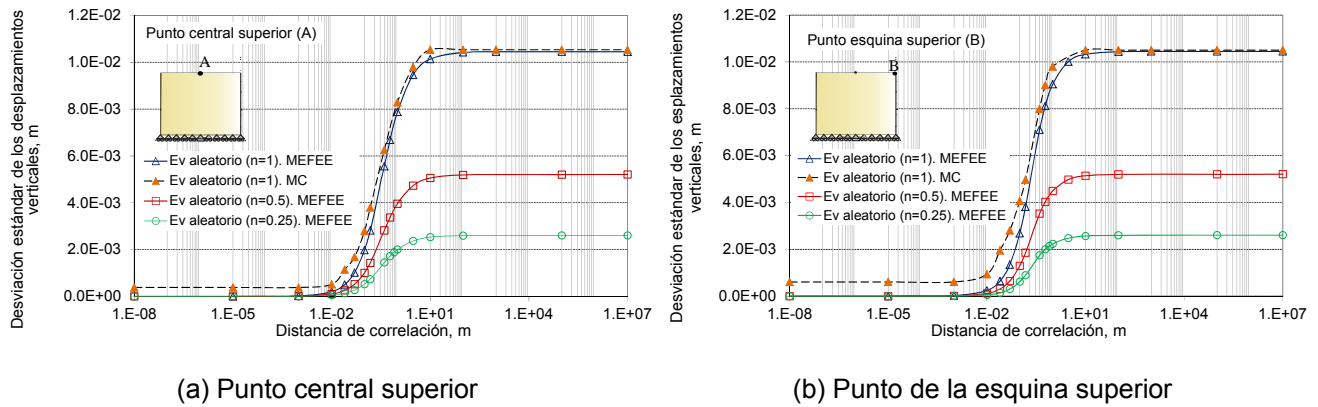 Desviación estándar de los desplazamientos
verticales, m
1.2E-02
1.0E-02
8.0E-03
6.0E-03
4.0E-03
2.0E-03
0.0E+00
Punto central superior (A)
A
Ev aleatorio (n=1). MEFEE
Ev aleatorio (n=1). MC
Ev aleatorio (n=0.5). MEFEE
Ev aleatorio (n=0.25). MEFEE
1.E-08
1.E-05
1.E-02
1.E+01
1.E+04
1.E+07
Distancia de correlación, m
(a) Punto central superior
Desviación estándar de los esplazamientos
verticales, m
1.2E-02
1.0E-02
8.0E-03
6.0E-03
4.0E-03
2.0E-03
0.0E+00
Punto esquina superior (B)
B
Ev aleatorio (n=1). MEFEE
Ev aleatorio (n=1). MC
Ev aleatorio (n=0.5). MEFEE
Ev aleatorio (n=0.25). MEFEE
1.E-08
1.E-05
1.E-02
1.E+01
1.E+04
1.E+07
Distancia de correlación, m
(b) Punto de la esquina superior